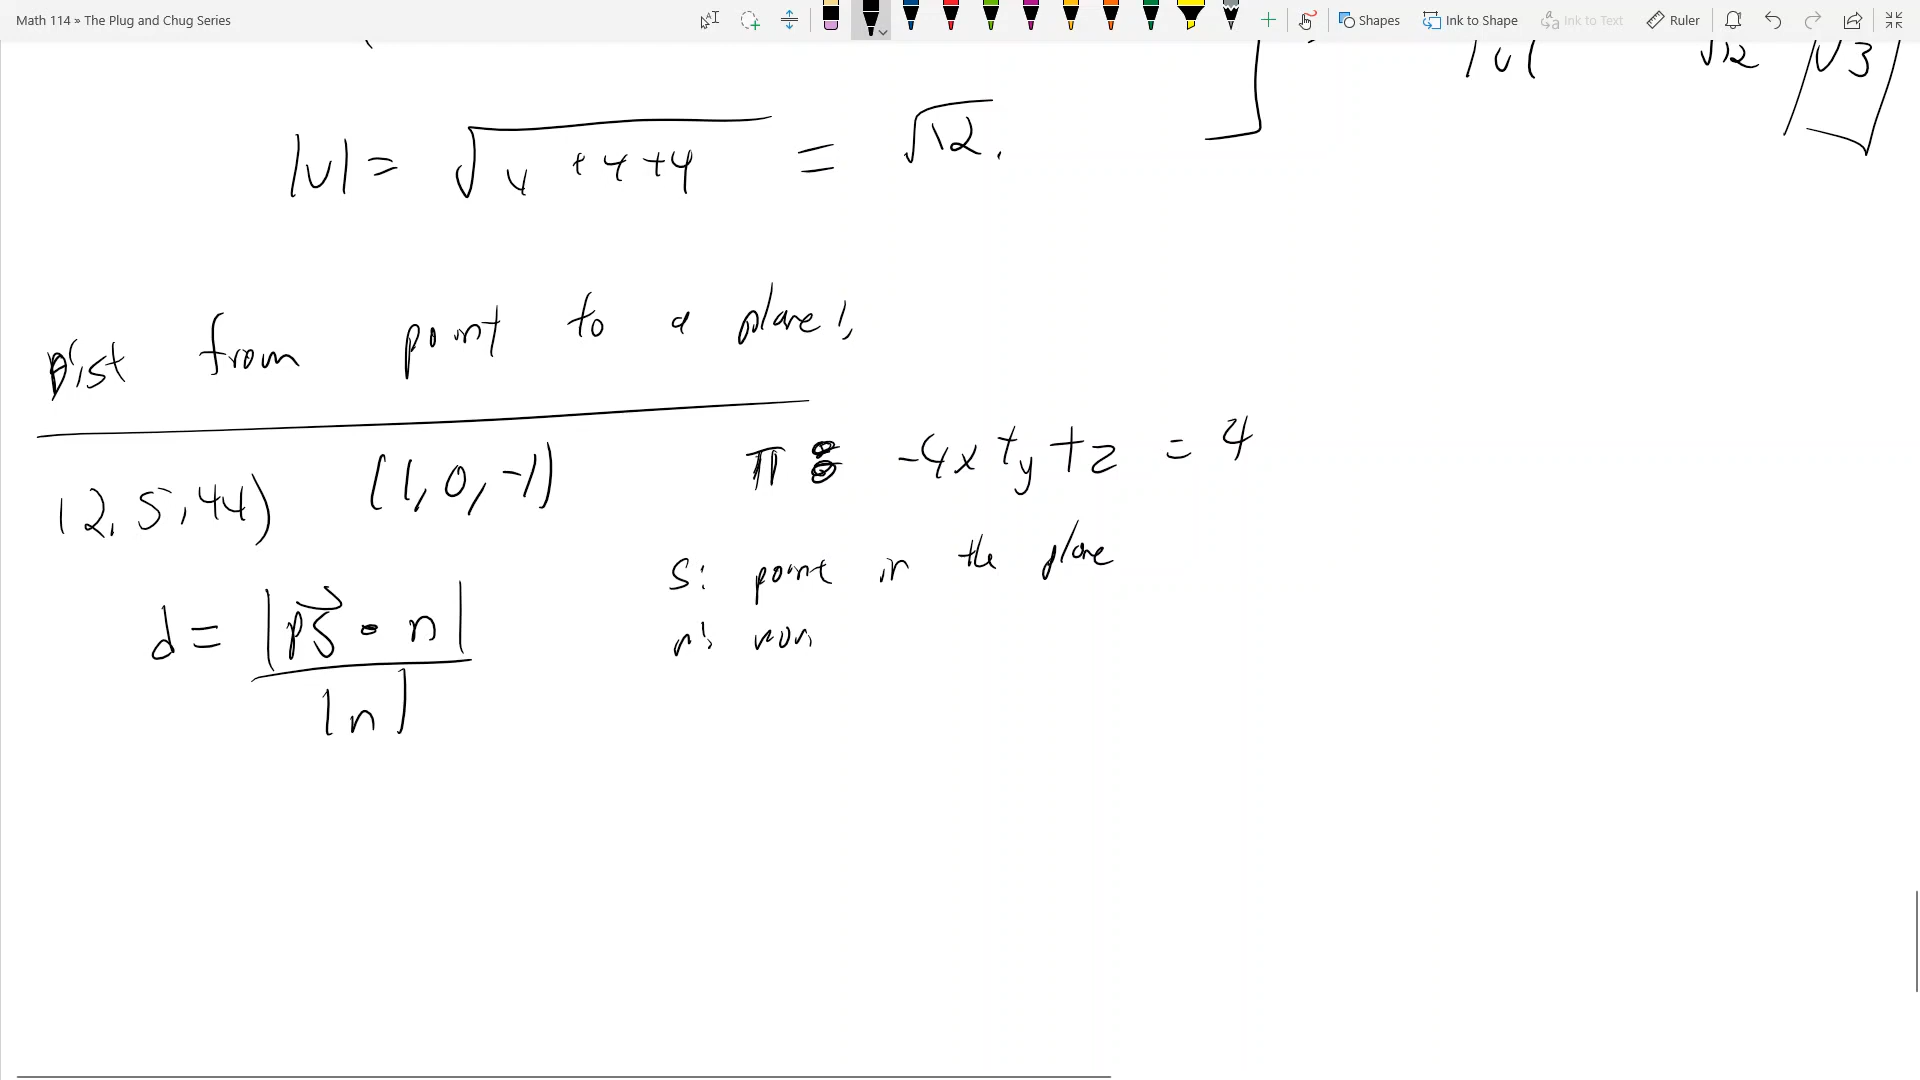 Math 114 » The Plug and Chug Series
Shapes Ink to Shape Ink to Text Ruler
|v| √12 √3
|v| = √4 + 4 + 4 = √12.
Dist from point to a plane!,
(2, 5, 44) (1, 0, -1) π : -4x + y + z = 4
S: point in the plane
d = |PS • n| / |n|
n: non